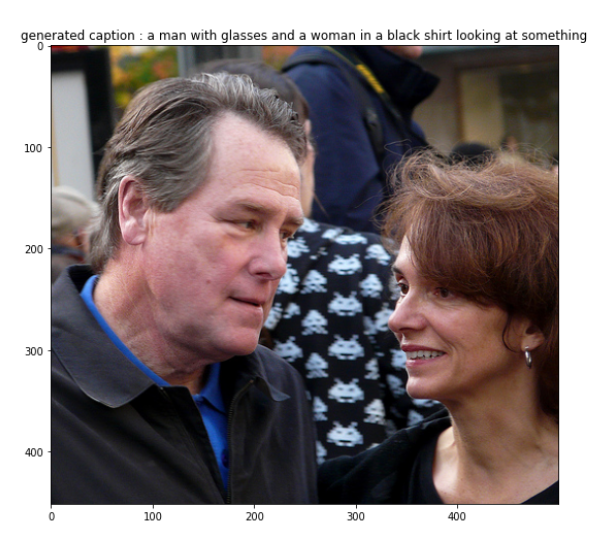 generated caption : a man with glasses and a woman in a black shirt looking at something
0
100
200
300
400
0 100 200 300 400